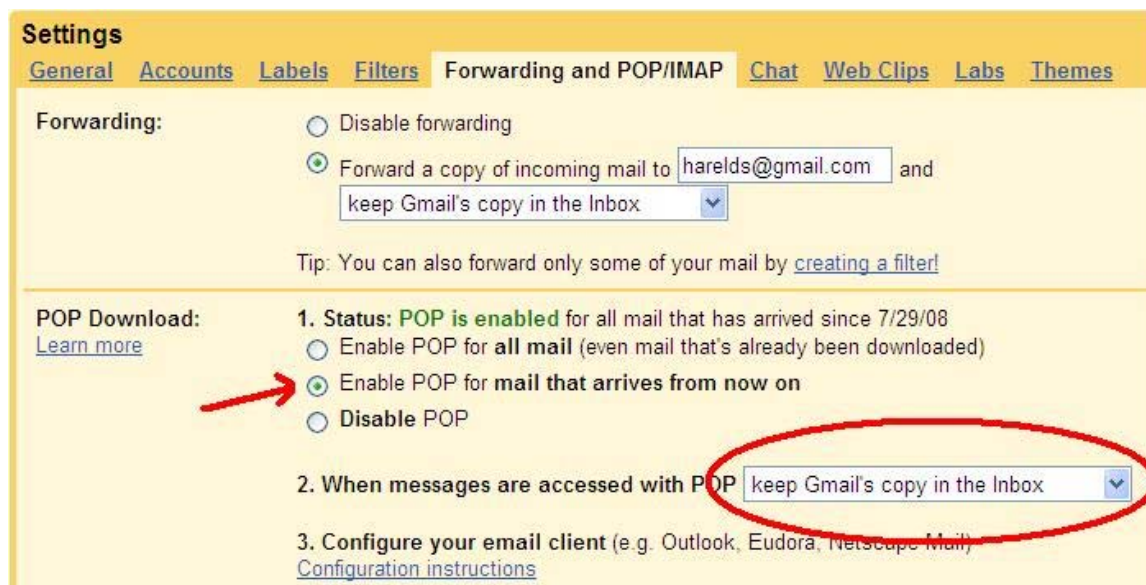 Settings
General Accounts Labels Filters Forwarding and POP/IMAP Chat Web Clips Labs Themes
Forwarding: Disable forwarding
Forward a copy of incoming mail to harelds@gmail.com and
keep Gmail's copy in the Inbox
Tip: You can also forward only some of your mail by creating a filter!
POP Download: 1. Status: POP is enabled for all mail that has arrived since 7/29/08
Learn more Enable POP for all mail (even mail that's already been downloaded)
Enable POP for mail that arrives from now on
Disable POP
2. When messages are accessed with POP keep Gmail's copy in the Inbox
3. Configure your email client (e.g. Outlook, Eudora, Netscape Mail)
Configuration instructions